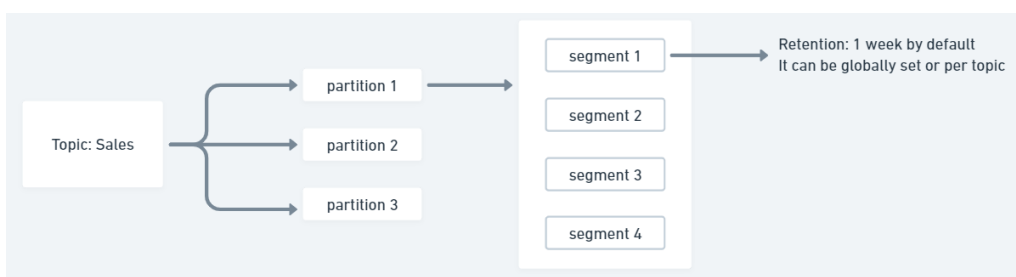 Topic: Sales
partition 1
partition 2
partition 3
segment 1
segment 2
segment 3
segment 4
Retention: 1 week by default
It can be globally set or per topic